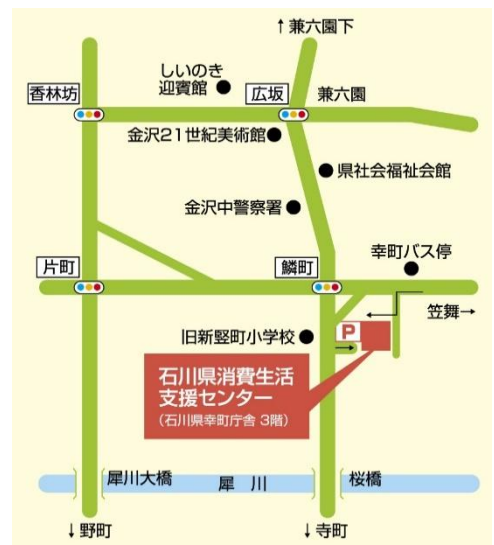 ↑兼六園下
しいのき
迎賓館
香林坊
広坂
兼六園
金沢21世紀美術館
県社会福祉会館
金沢中警察署
幸町バス停
片町
鱗町
笠舞→
旧新竪町小学校
P
石川県消費生活
支援センター
(石川県幸町庁舎 3階)
犀川大橋
犀 川
桜橋
↓野町
↓寺町